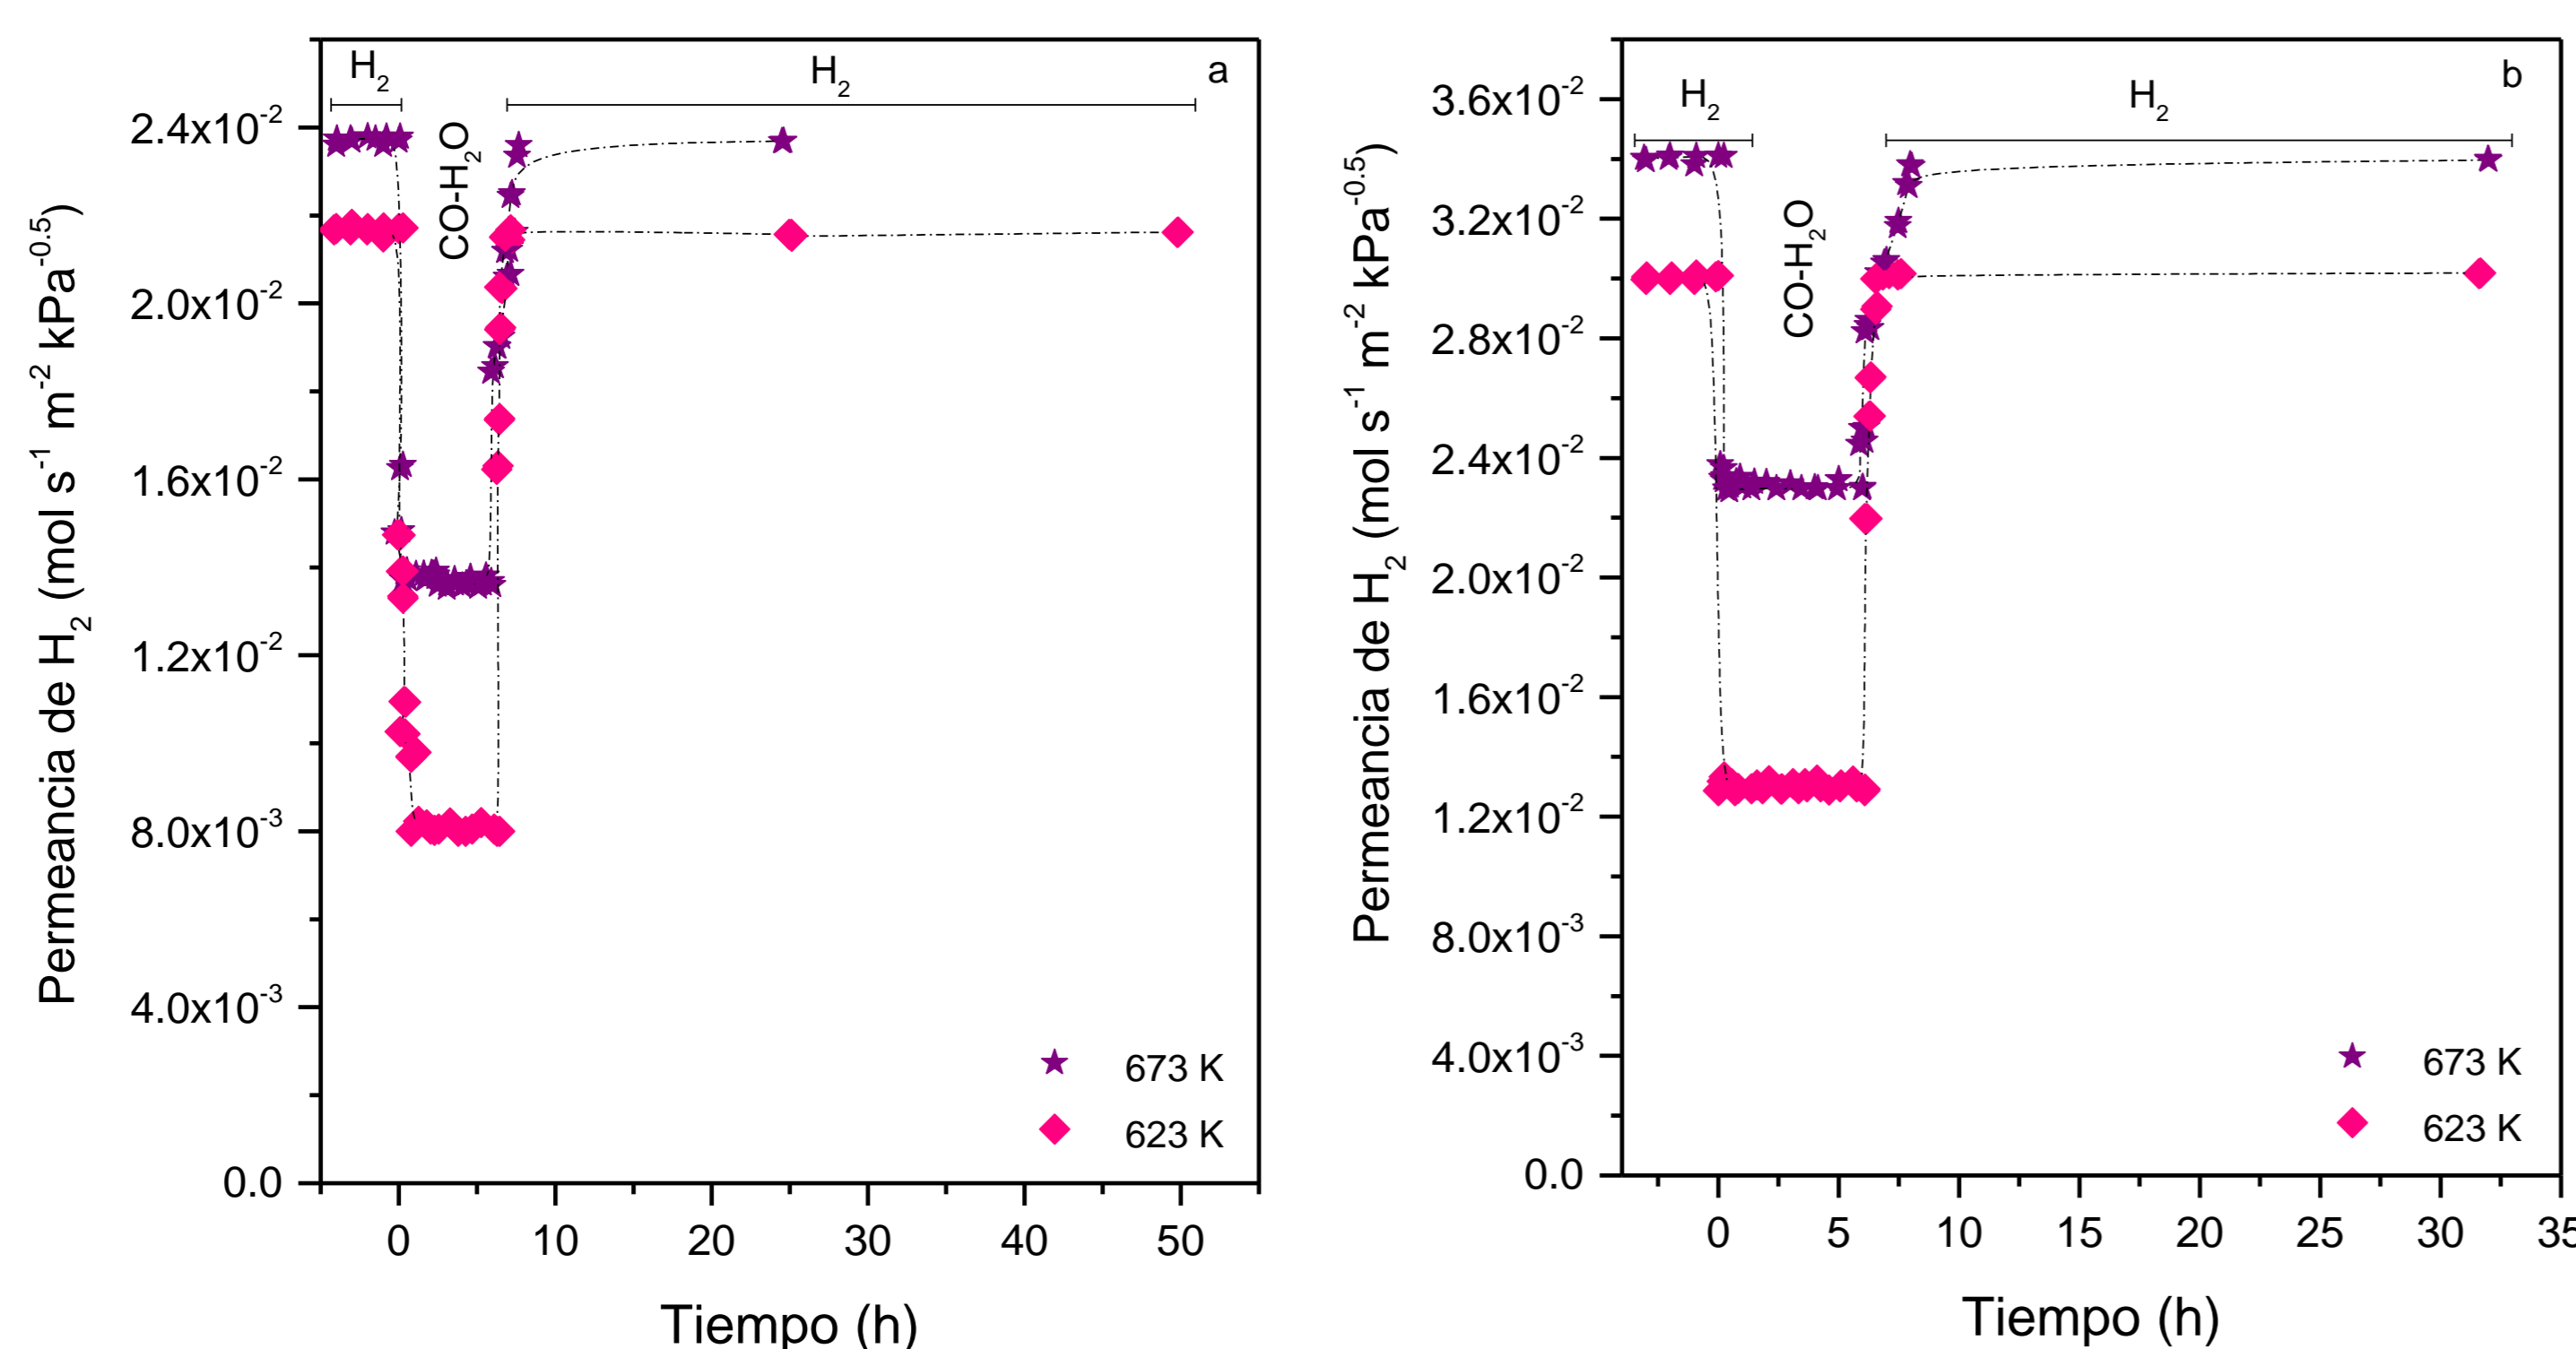 H₂
H₂
a
CO-H₂O
Permeancia de H₂ (mol s⁻¹ m⁻² kPa⁻⁰·⁵)
2.4x10⁻²
2.0x10⁻²
1.6x10⁻²
1.2x10⁻²
8.0x10⁻³
4.0x10⁻³
0.0
0 10 20 30 40 50
Tiempo (h)
673 K
623 K
H₂
H₂
b
CO-H₂O
Permeancia de H₂ (mol s⁻¹ m⁻² kPa⁻⁰·⁵)
3.6x10⁻²
3.2x10⁻²
2.8x10⁻²
2.4x10⁻²
2.0x10⁻²
1.6x10⁻²
1.2x10⁻²
8.0x10⁻³
4.0x10⁻³
0.0
0 5 10 15 20 25 30 35
Tiempo (h)
673 K
623 K